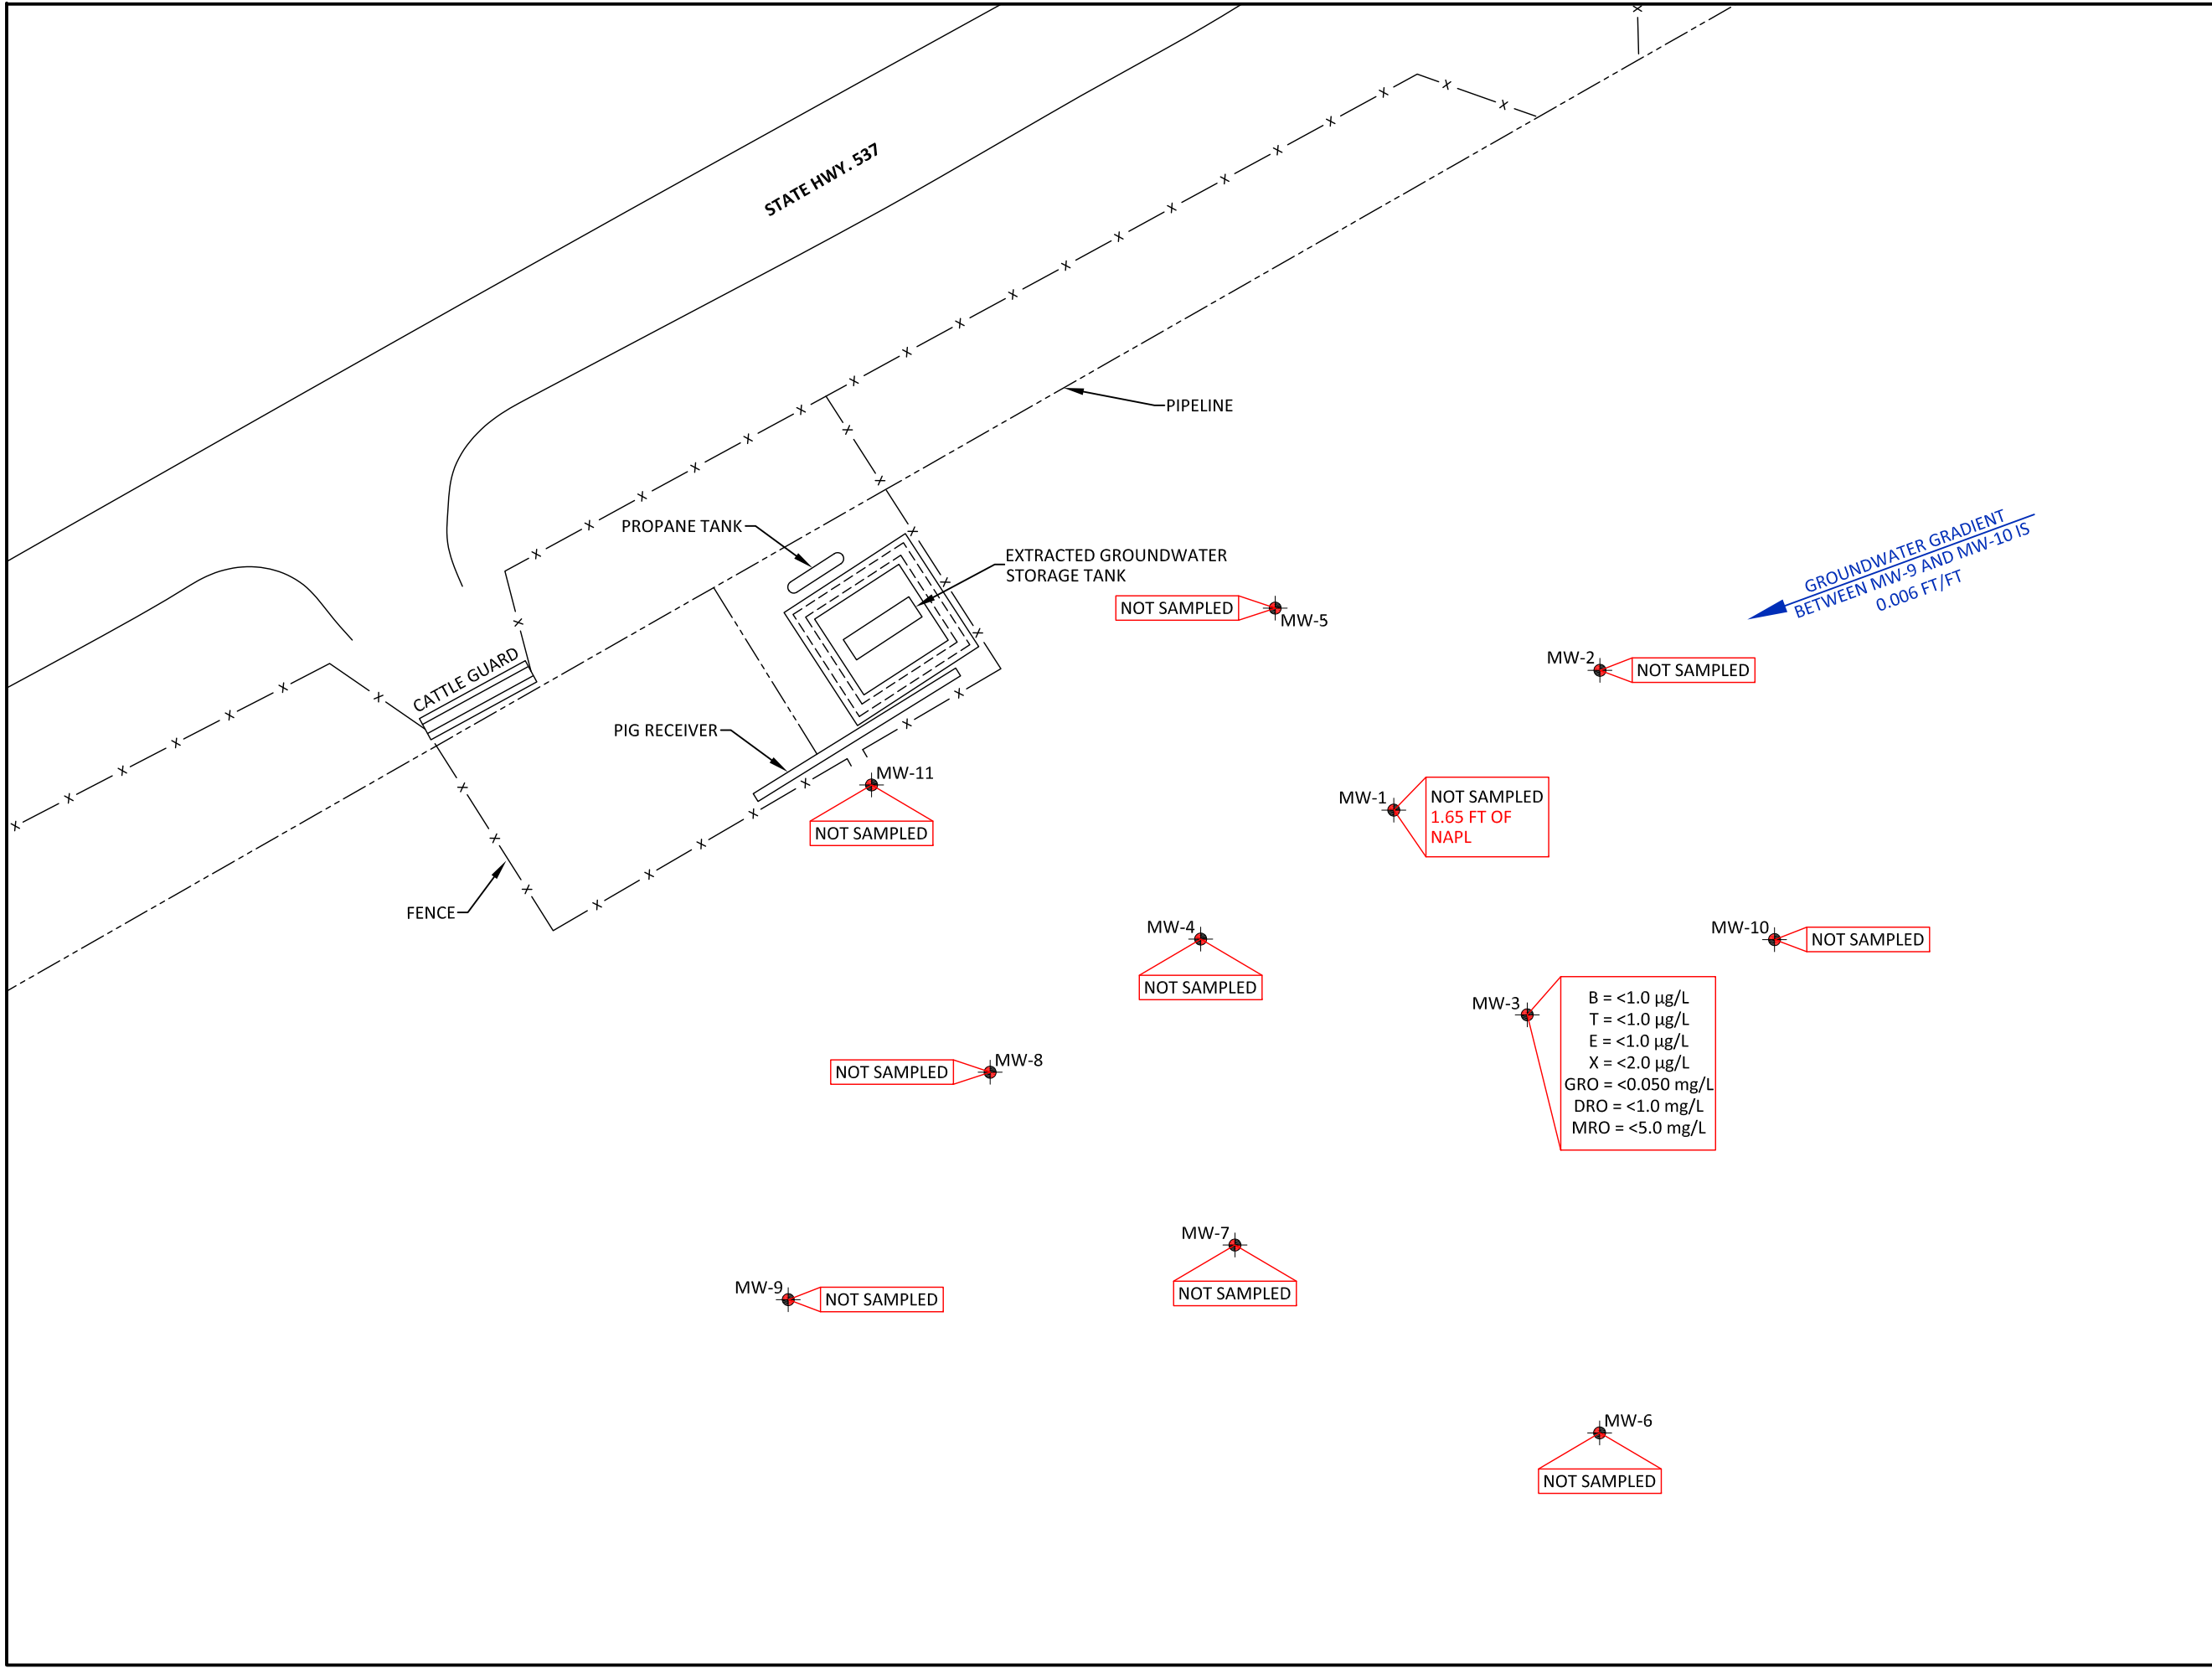 STATE HWY. 537
PIPELINE
PROPANE TANK
EXTRACTED GROUNDWATER
STORAGE TANK
GROUNDWATER GRADIENT
BETWEEN MW-9 AND MW-10 IS
0.006 FT/FT
NOT SAMPLED
MW-5
MW-2
NOT SAMPLED
CATTLE GUARD
PIG RECEIVER
MW-11
NOT SAMPLED
MW-1
NOT SAMPLED
1.65 FT OF
NAPL
FENCE
MW-4
NOT SAMPLED
MW-10
NOT SAMPLED
MW-3
B = <1.0 µg/L
T = <1.0 µg/L
E = <1.0 µg/L
X = <2.0 µg/L
GRO = <0.050 mg/L
DRO = <1.0 mg/L
MRO = <5.0 mg/L
NOT SAMPLED
MW-8
MW-7
NOT SAMPLED
MW-9
NOT SAMPLED
MW-6
NOT SAMPLED